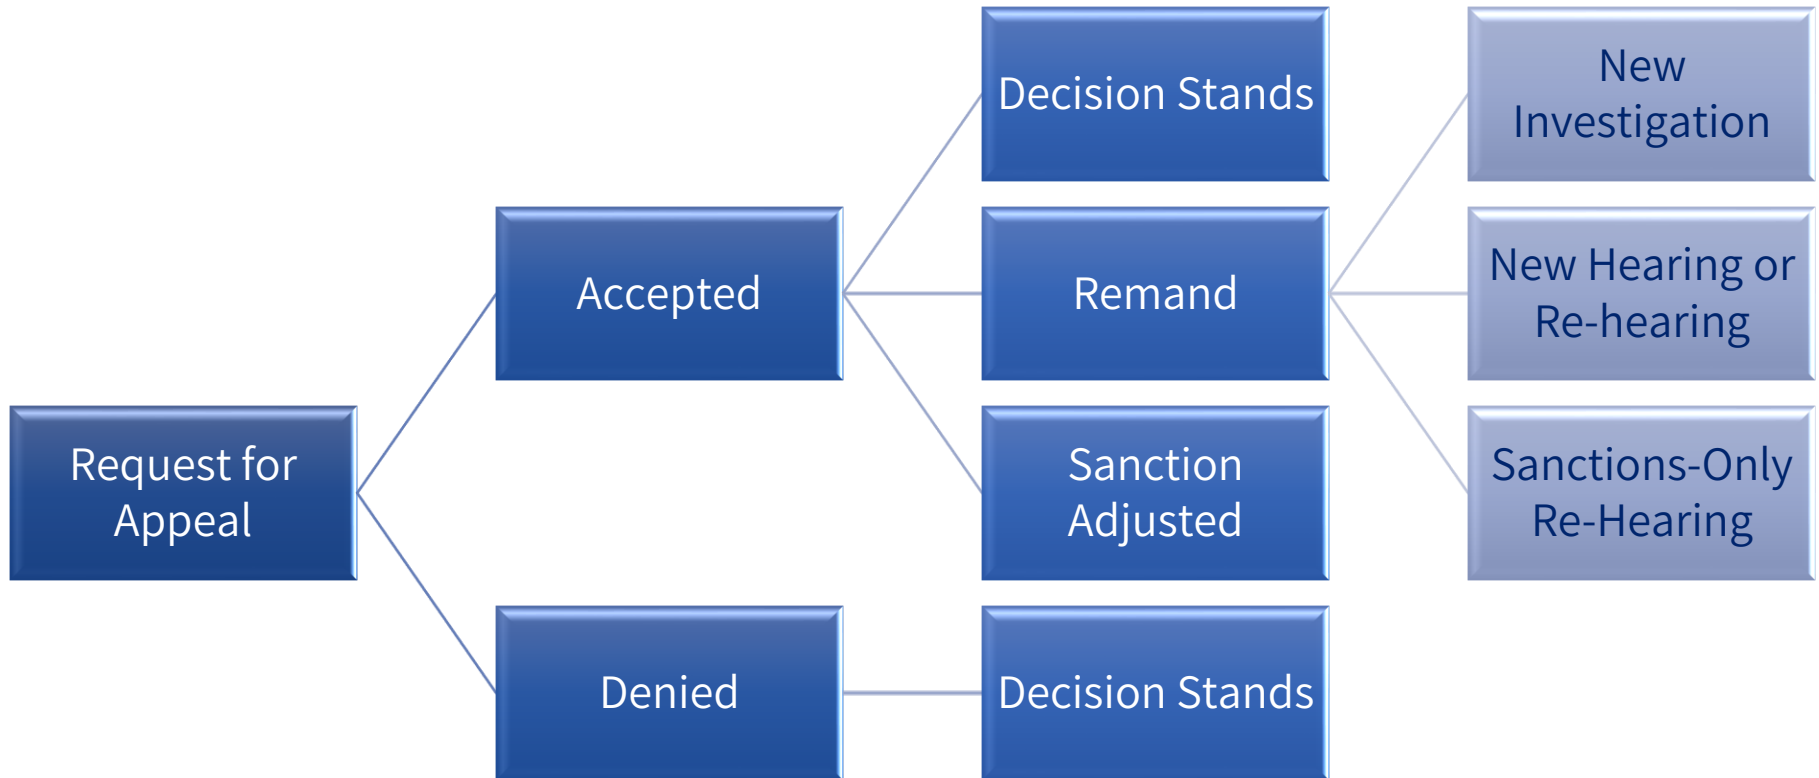 Request for
Appeal
Accepted
Denied
Decision Stands
Remand
Sanction
Adjusted
Decision Stands
New
Investigation
New Hearing or
Re-hearing
Sanctions-Only
Re-Hearing